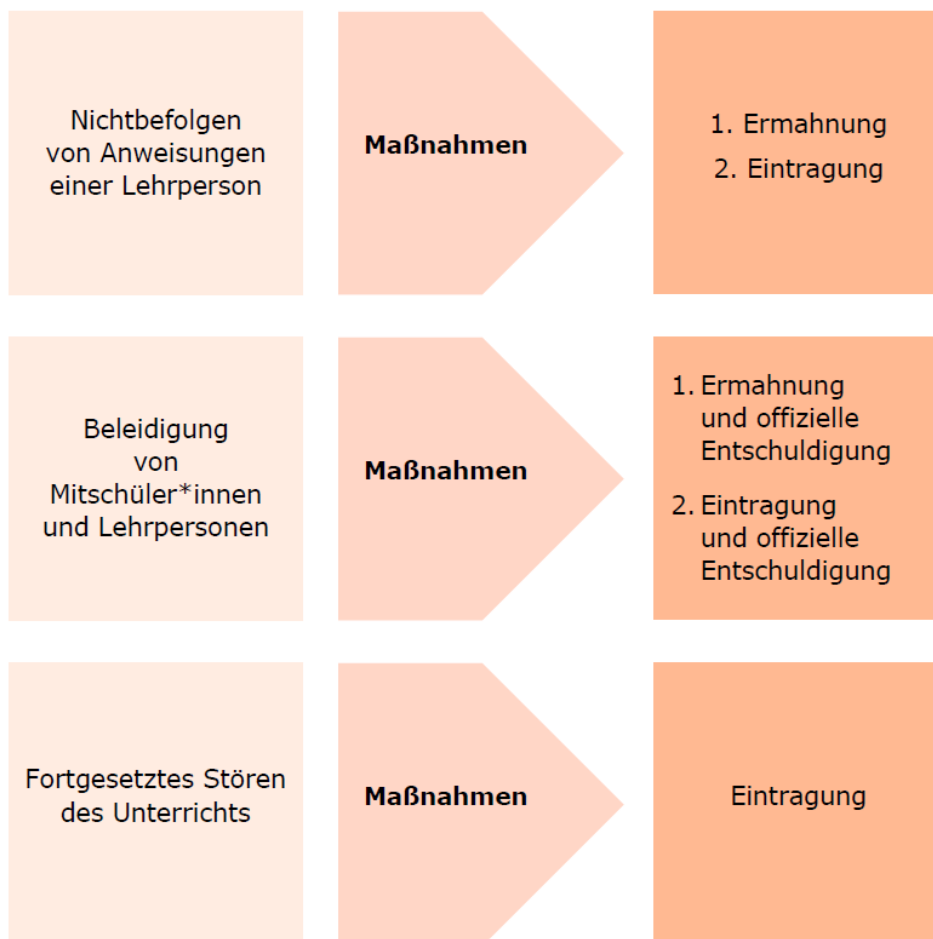 Nichtbefolgen
von Anweisungen
einer Lehrperson
Maßnahmen
1. Ermahnung
2. Eintragung
Beleidigung
von
Mitschüler*innen
und Lehrpersonen
Maßnahmen
1. Ermahnung
und offizielle
Entschuldigung
2. Eintragung
und offizielle
Entschuldigung
Fortgesetztes Stören
des Unterrichts
Maßnahmen
Eintragung